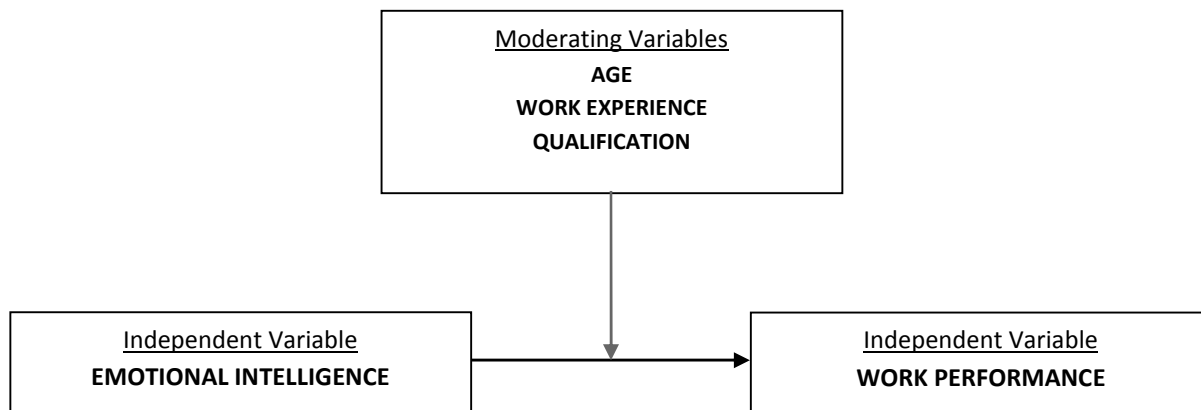 Moderating Variables
AGE
WORK EXPERIENCE
QUALIFICATION
Independent Variable
EMOTIONAL INTELLIGENCE
Independent Variable
WORK PERFORMANCE